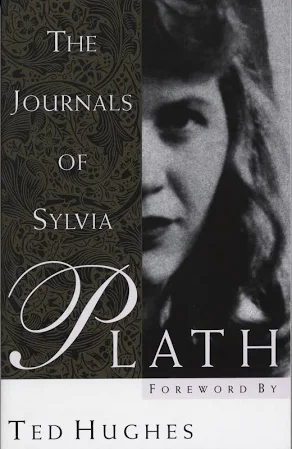 The
Journals
of
Sylvia
Plath
Foreword By
Ted Hughes